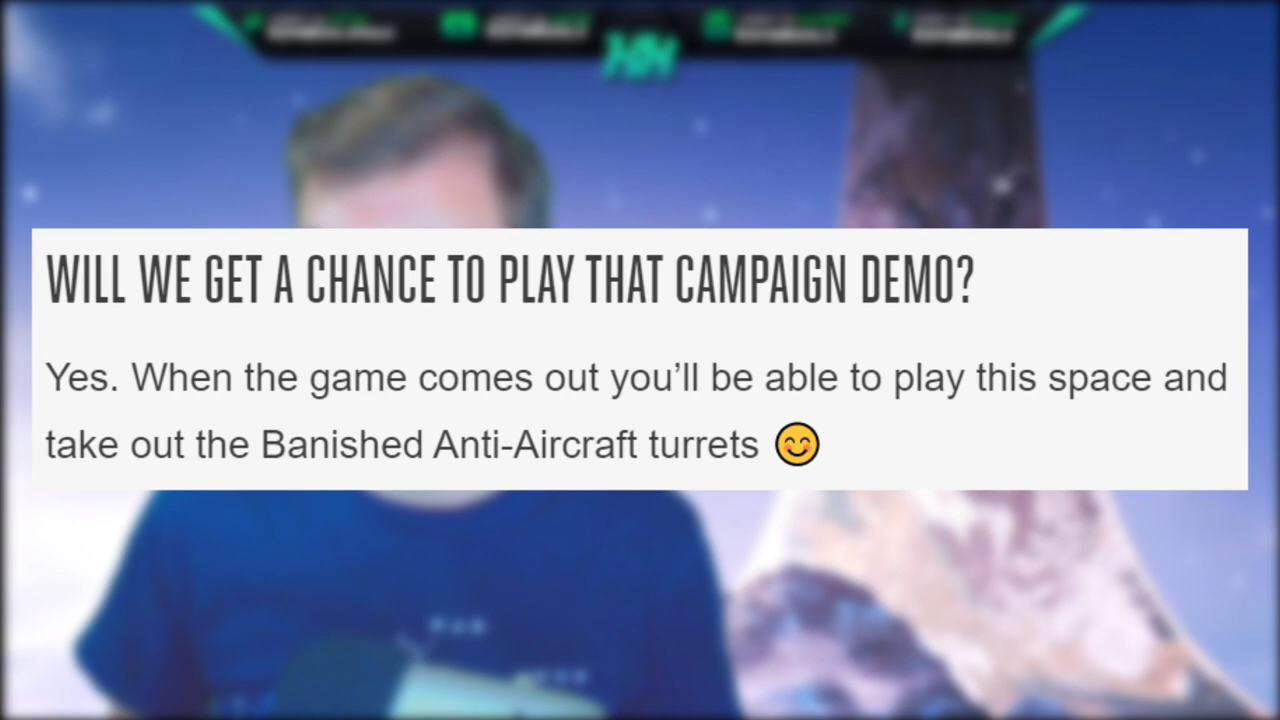 HH
WILL WE GET A CHANCE TO PLAY THAT CAMPAIGN DEMO?
Yes. When the game comes out you’ll be able to play this space and
take out the Banished Anti-Aircraft turrets 😊